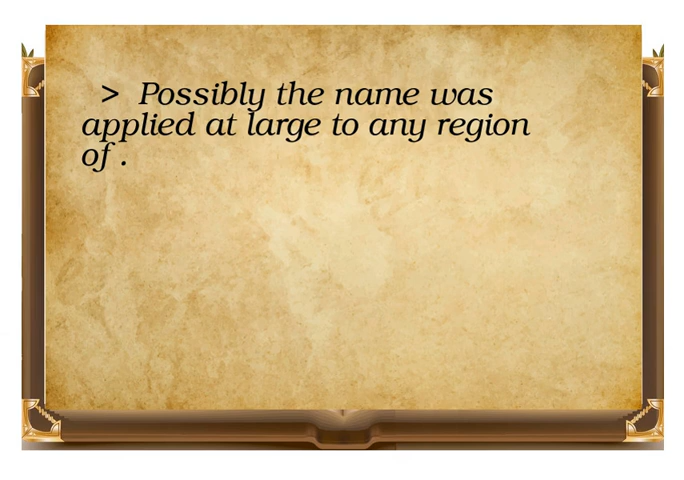 > Possibly the name was
applied at large to any region
of .